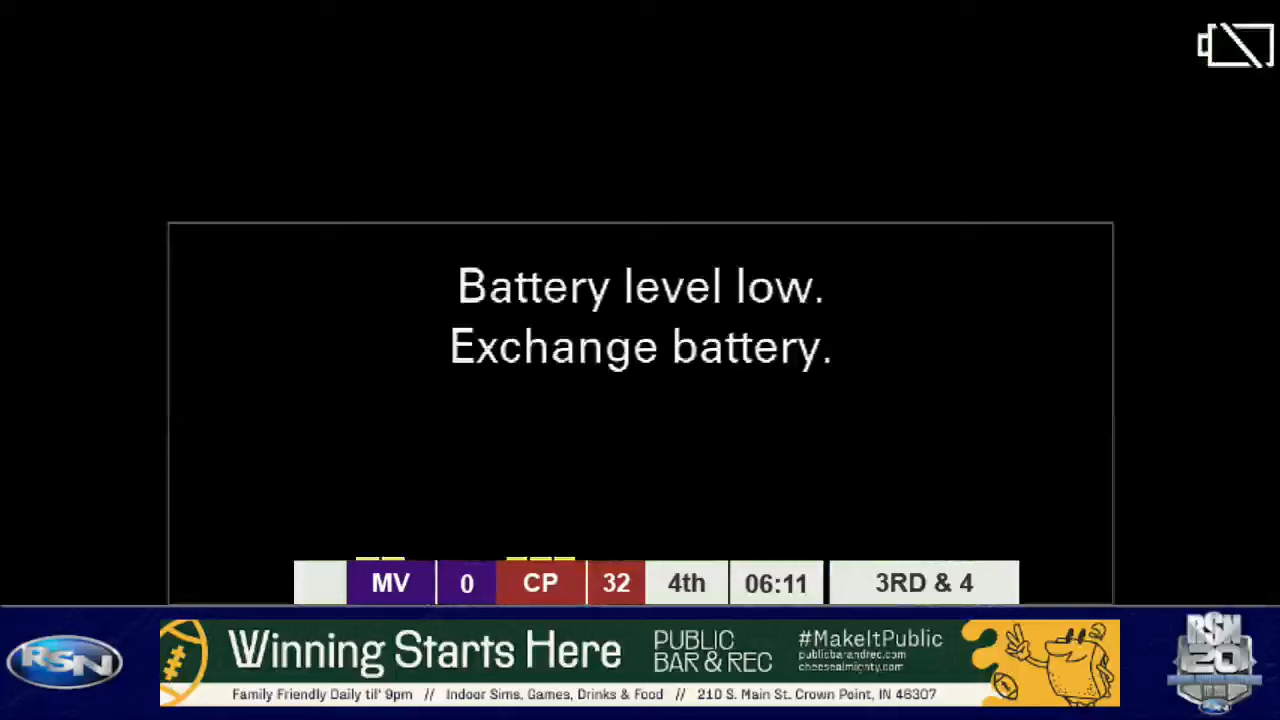 Battery level low.
Exchange battery.
MV 0 CP 32 4th 06:11 3RD & 4
RSN
Winning Starts Here
PUBLIC
BAR & REC
#MakeItPublic
publicbarandrec.com
cheesealmighty.com
Family Friendly Daily til' 9pm // Indoor Sims, Games, Drinks & Food // 210 S. Main St. Crown Point, IN 46307
RSN
20